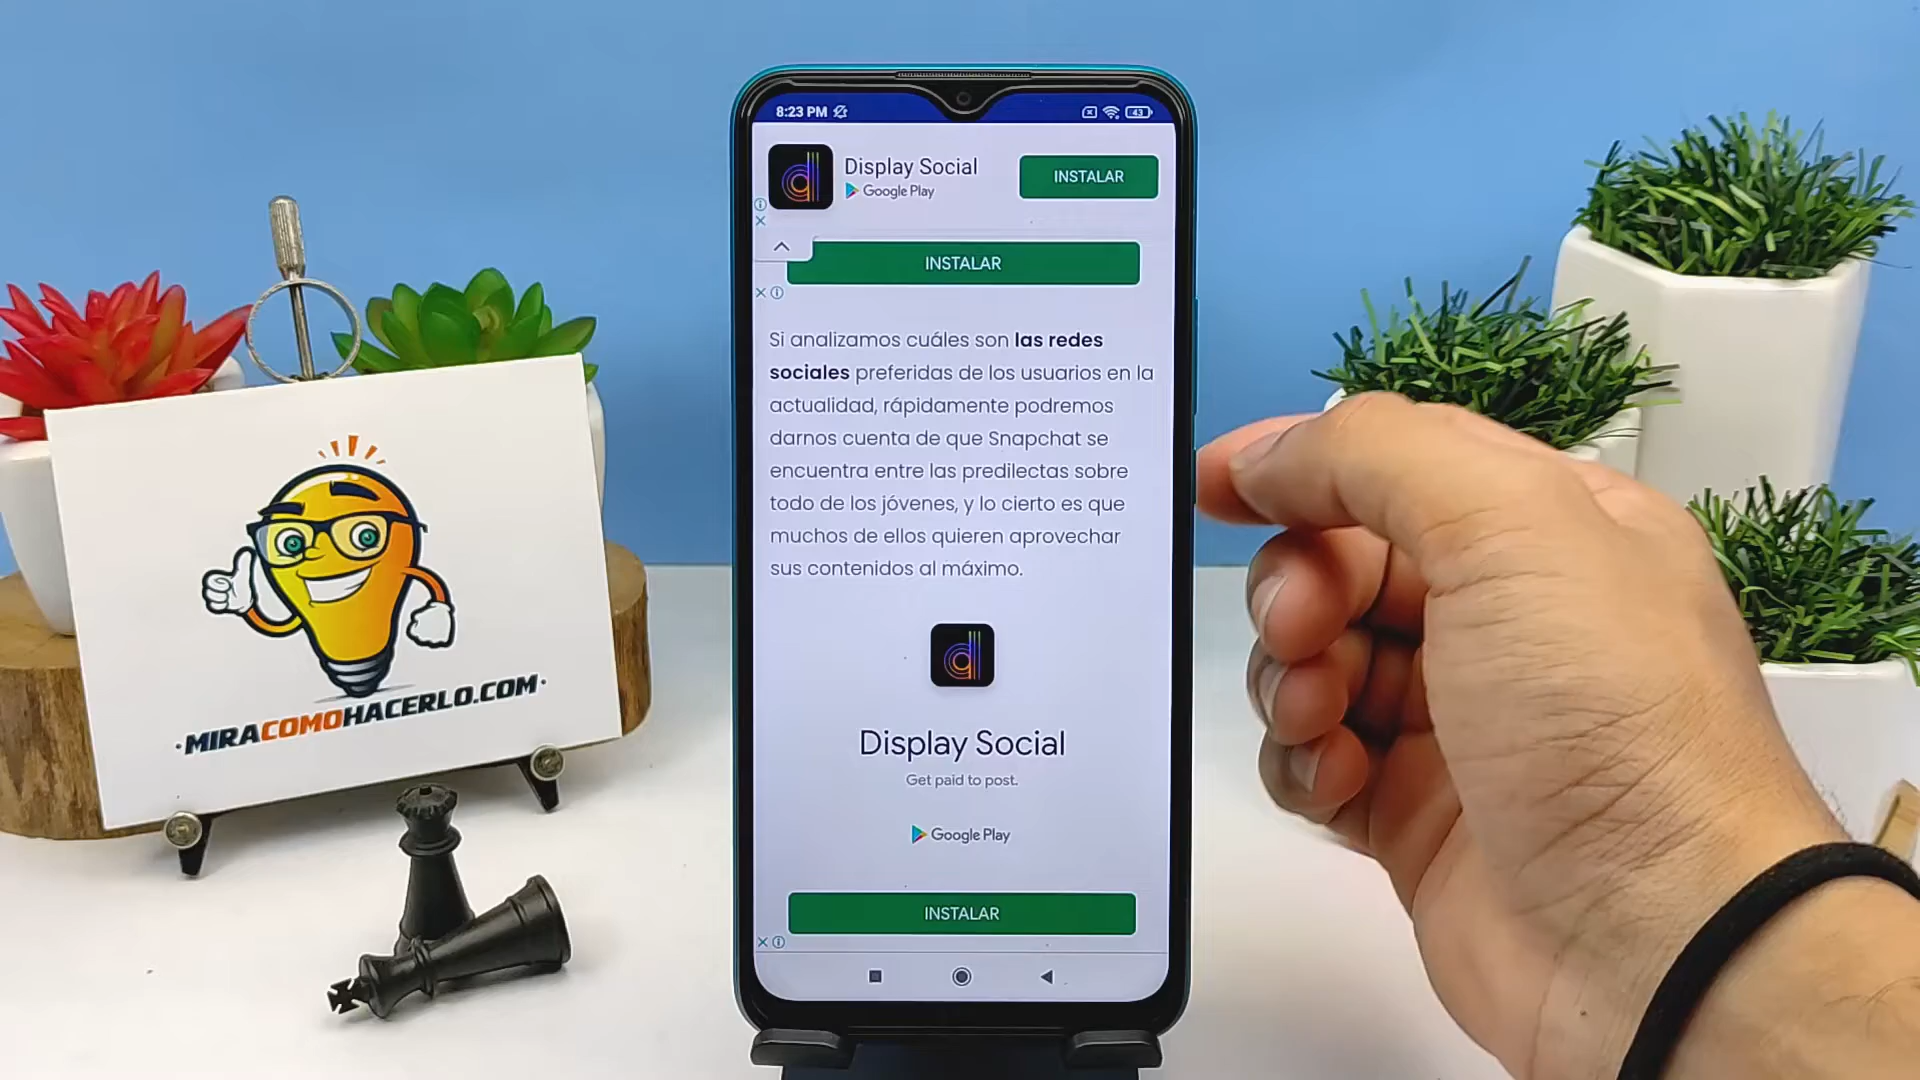 8:23 PM
43
Display Social
Google Play
INSTALAR
INSTALAR
Si analizamos cuáles son las redes
sociales preferidas de los usuarios en la
actualidad, rápidamente podremos
darnos cuenta de que Snapchat se
encuentra entre las predilectas sobre
todo de los jóvenes, y lo cierto es que
muchos de ellos quieren aprovechar
sus contenidos al máximo.
Display Social
Get paid to post.
Google Play
INSTALAR
·MIRACOMOHACERLO.COM·